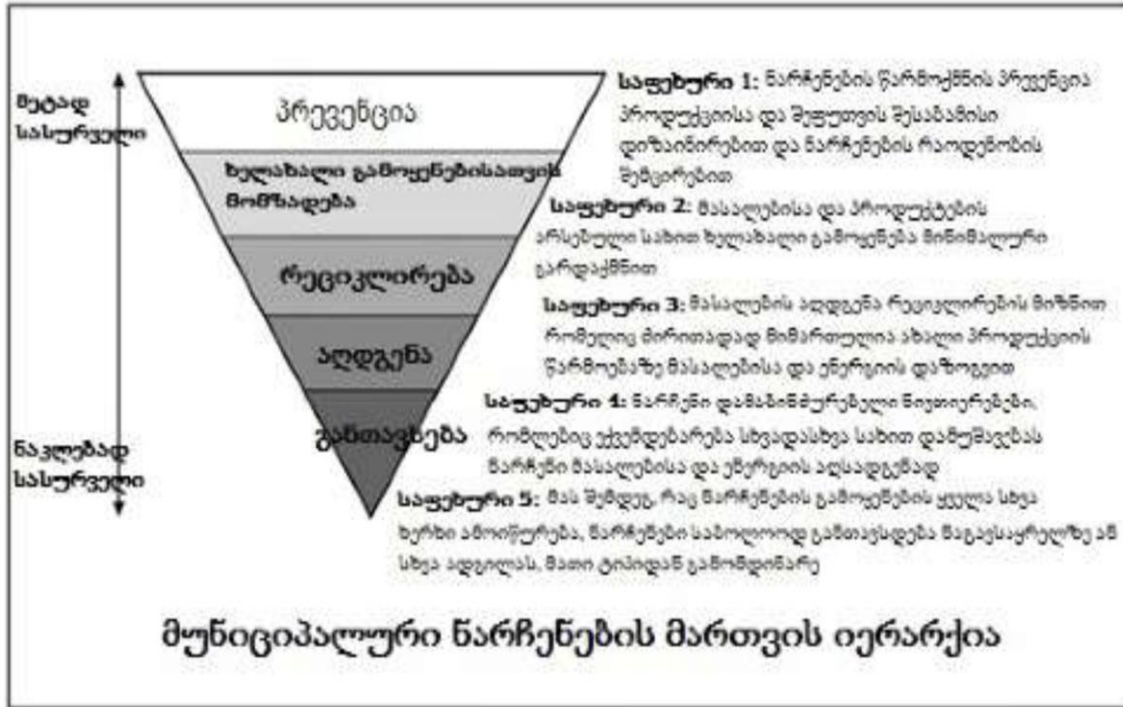 მეტად
სასურველი
პრევენცია
ხელახალი გამოყენებისათვის
მომზადება
რეციკლირება
აღდგენა
განთავსება
ნაკლებად
სასურველი
საფეხური 1: ნარჩენების წარმოქმნის პრევენცია
პროდუქციისა და შეფუთვის შესაბამისი
დიზაინირებით და ნარჩენების რაოდენობის
შემცირებით
საფეხური 2: მასალებისა და პროდუქტების
არსებული სახით ხელახალი გამოყენება მინიმალური
გარდაქმნით
საფეხური 3: მასალების აღდგენა რეციკლირების მიზნით
რომელიც ძირითადად მიმართულია ახალი პროდუქციის
წარმოებაზე მასალებისა და ენერგიის დაზოგვით
საფეხური 4: ნარჩენი დამაბინძურებელი ნივთიერებები,
რომლებიც ექვემდებარება სხვადასხვა სახით დამუშავებას
ნარჩენი მასალებისა და ენერგიის აღსადგენად
საფეხური 5: მას შემდეგ, რაც ნარჩენების გამოყენების ყველა სხვა
ხერხი ამოიწურება, ნარჩენები საბოლოოდ განთავსდება ნაგავსაყრელზე ან
სხვა ადგილას, მათი ტიპიდან გამომდინარე
მუნიციპალური ნარჩენების მართვის იერარქია